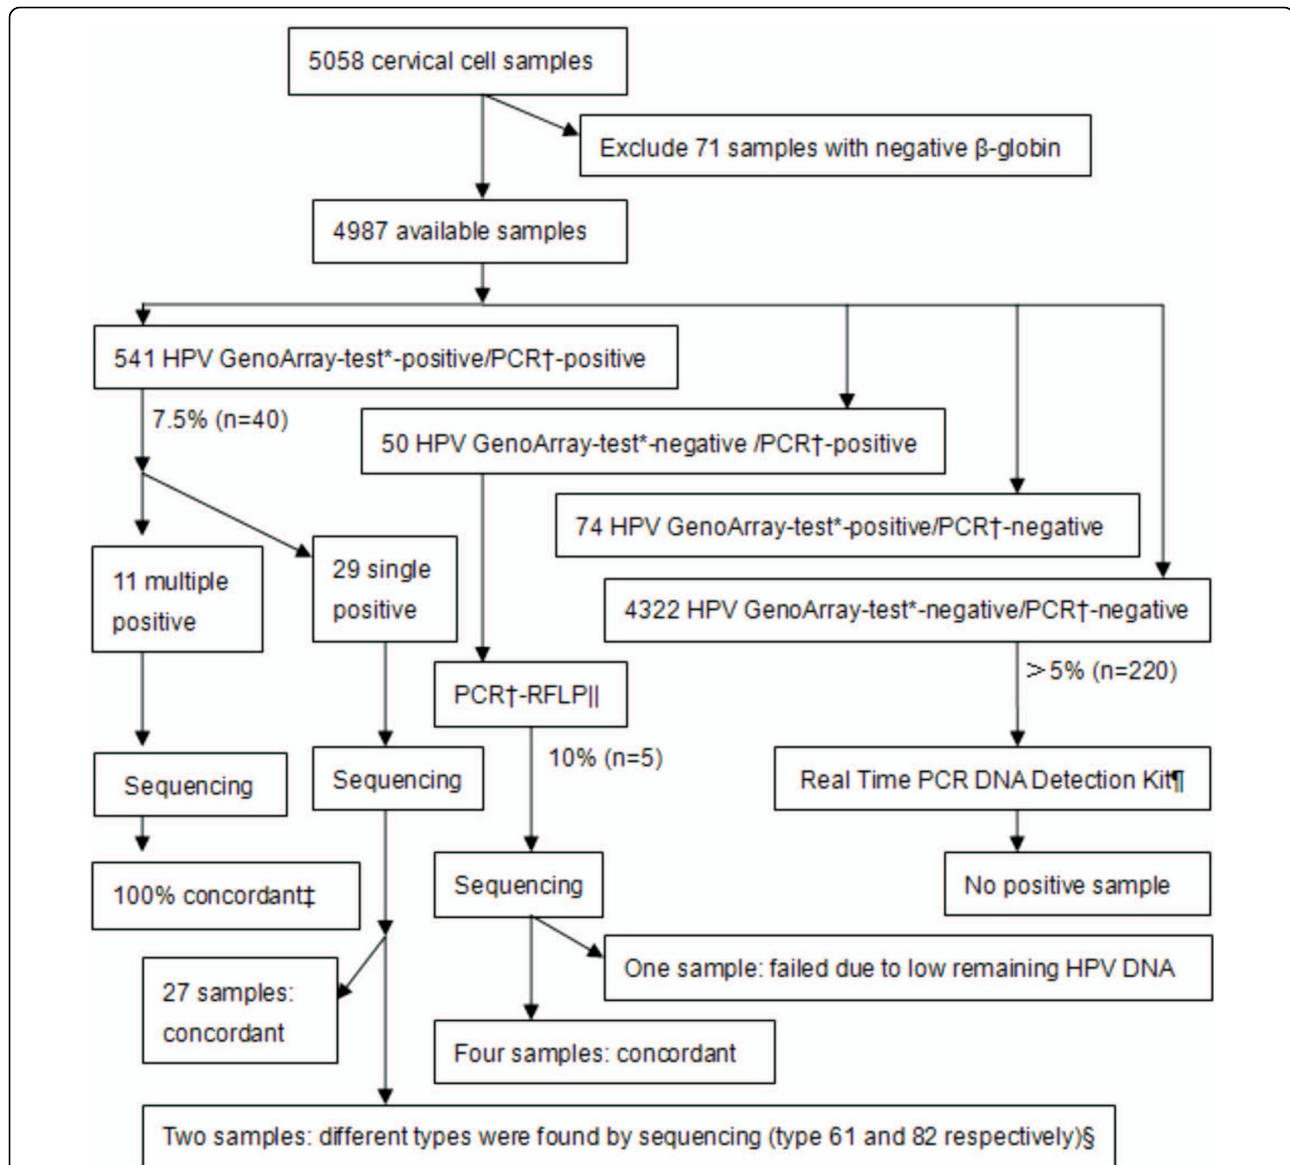 5058 cervical cell samples
Exclude 71 samples with negative β-globin
4987 available samples
541 HPV GenoArray-test*-positive/PCR†-positive
7.5% (n=40)
50 HPV GenoArray-test*-negative /PCR†-positive
74 HPV GenoArray-test*-positive/PCR†-negative
11 multiple
positive
29 single
positive
4322 HPV GenoArray-test*-negative/PCR†-negative
>5% (n=220)
PCR†-RFLP||
10% (n=5)
Sequencing
Sequencing
Real Time PCR DNA Detection Kit¶
100% concordant‡
Sequencing
No positive sample
27 samples:
concordant
One sample: failed due to low remaining HPV DNA
Four samples: concordant
Two samples: different types were found by sequencing (type 61 and 82 respectively)§